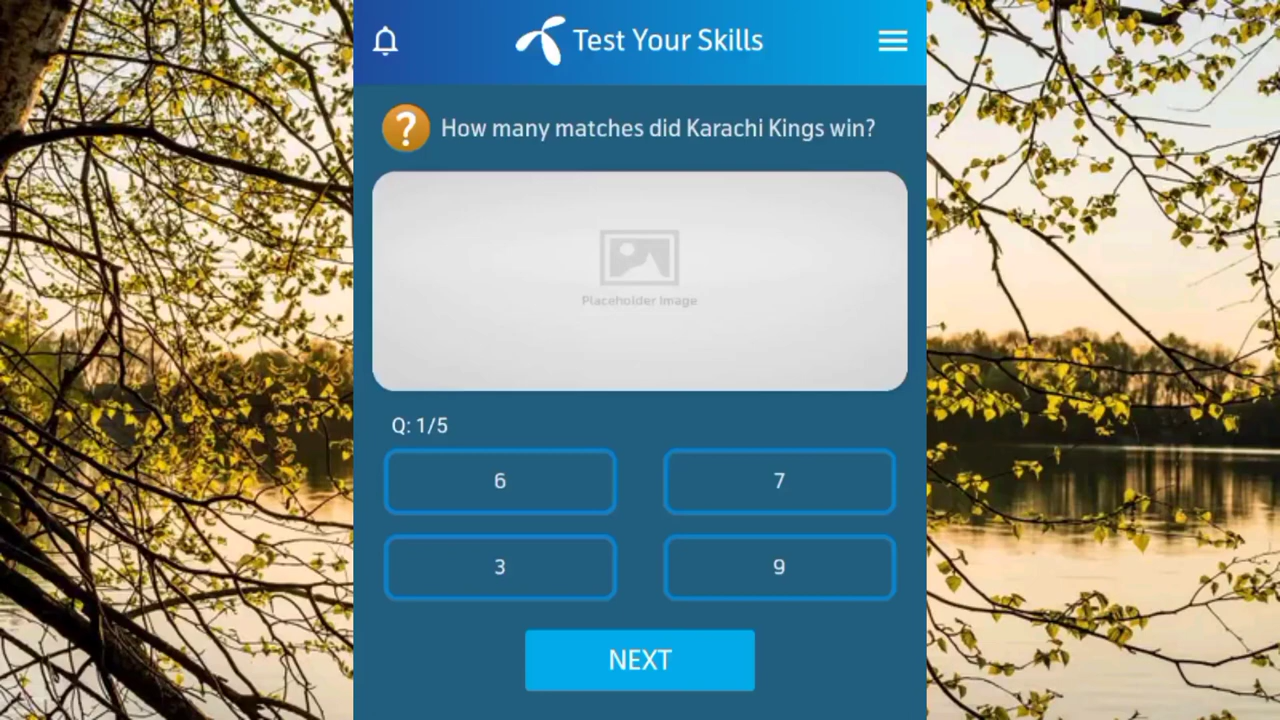 Test Your Skills
How many matches did Karachi Kings win?
Placeholder Image
Q: 1/5
6
7
3
9
NEXT